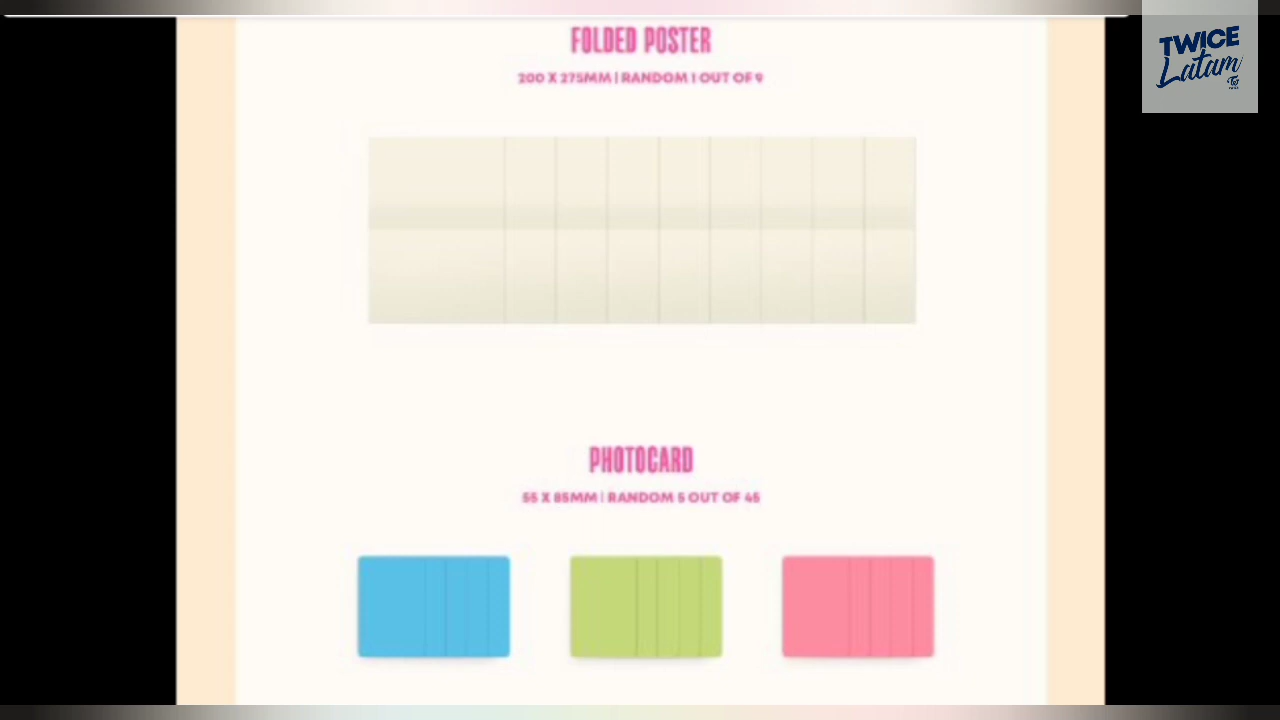 FOLDED POSTER
200 X 275MM | RANDOM 1 OUT OF 9
TWICE
Latam
PHOTOCARD
55 X 85MM | RANDOM 5 OUT OF 45